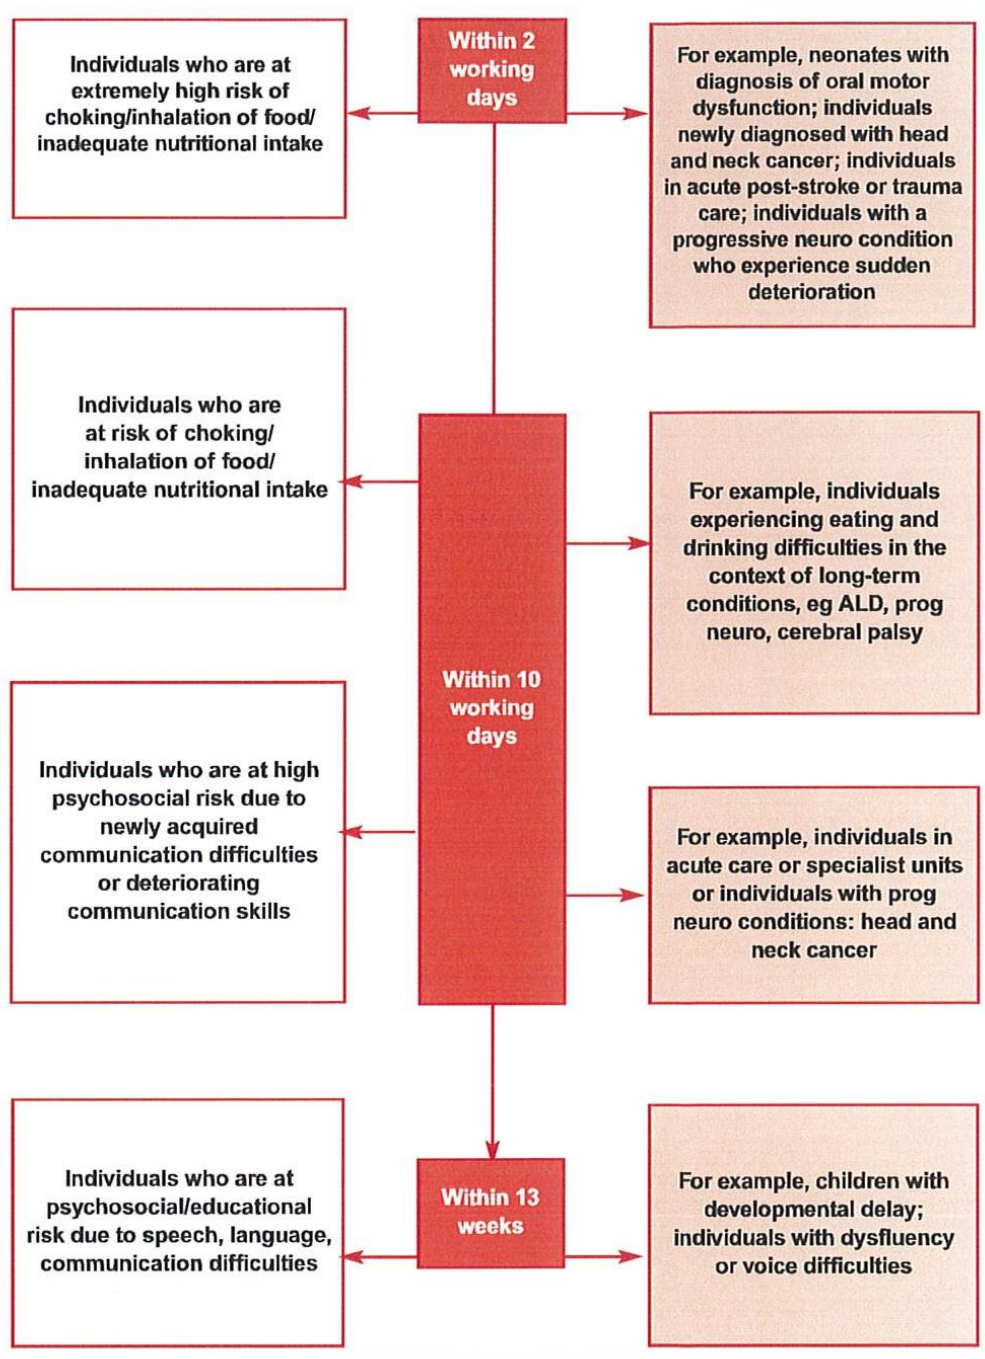 Individuals who are at
extremely high risk of
choking/inhalation of food/
inadequate nutritional intake
Within 2
working
days
For example, neonates with
diagnosis of oral motor
dysfunction; individuals
newly diagnosed with head
and neck cancer; individuals
in acute post-stroke or trauma
care; individuals with a
progressive neuro condition
who experience sudden
deterioration
Individuals who are
at risk of choking/
inhalation of food/
inadequate nutritional intake
Within 10
working
days
For example, individuals
experiencing eating and
drinking difficulties in the
context of long-term
conditions, eg ALD, prog
neuro, cerebral palsy
Individuals who are at high
psychosocial risk due to
newly acquired
communication difficulties
or deteriorating
communication skills
For example, individuals in
acute care or specialist units
or individuals with prog
neuro conditions: head and
neck cancer
Individuals who are at
psychosocial/educational
risk due to speech, language,
communication difficulties
Within 13
weeks
For example, children with
developmental delay;
individuals with dysfluency
or voice difficulties